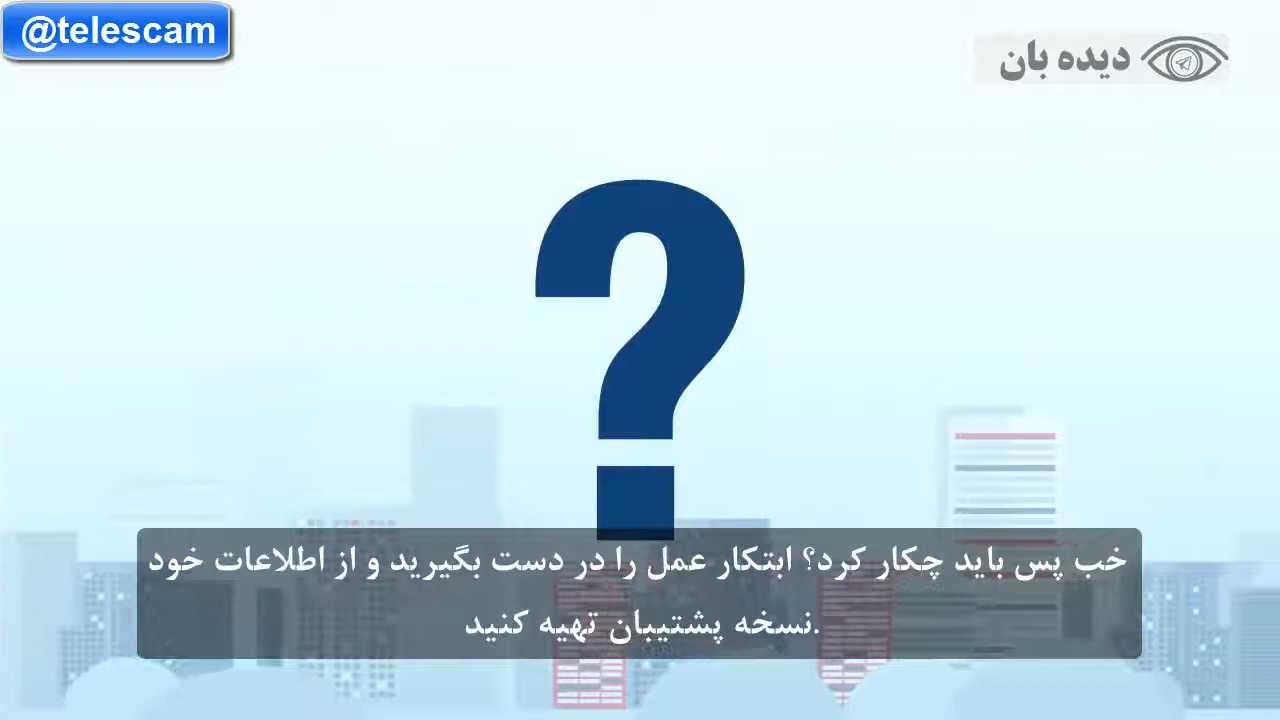 @telescam
دیده بان
خب پس باید چکار کرد؟ ابتکار عمل را در دست بگیرید و از اطلاعات خود
نسخه پشتیبان تهیه کنید.